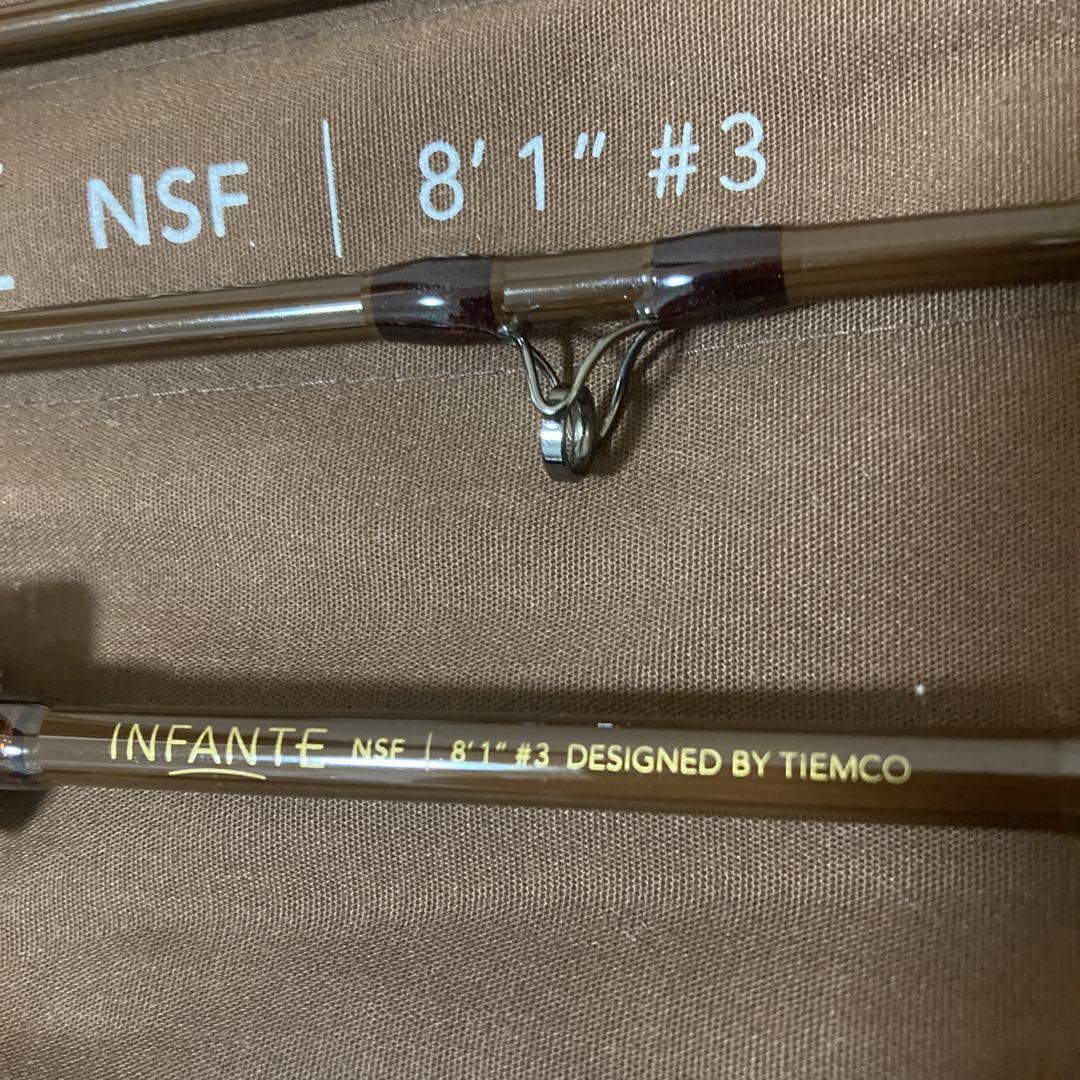 NSF | 8' 1" #3
INFANTE NSF | 8' 1" #3 DESIGNED BY TIEMCO